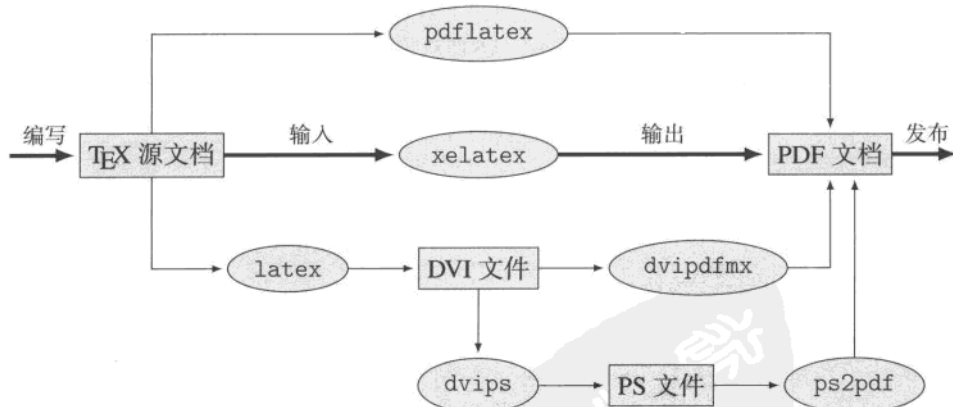 pdflatex
编写
TEX 源文档
输入
xelatex
输出
PDF 文档
发布
latex
DVI 文件
dvipdfmx
dvips
PS 文件
ps2pdf